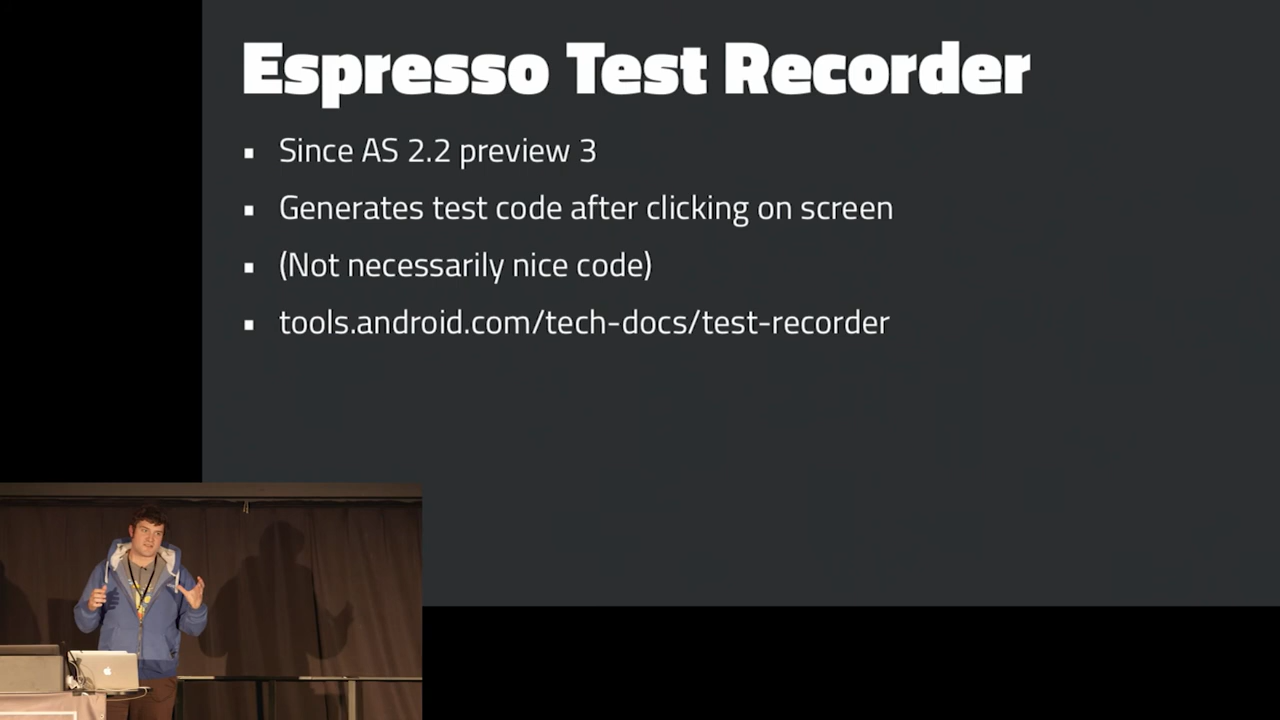 Espresso Test Recorder
Since AS 2.2 preview 3
Generates test code after clicking on screen
(Not necessarily nice code)
tools.android.com/tech-docs/test-recorder